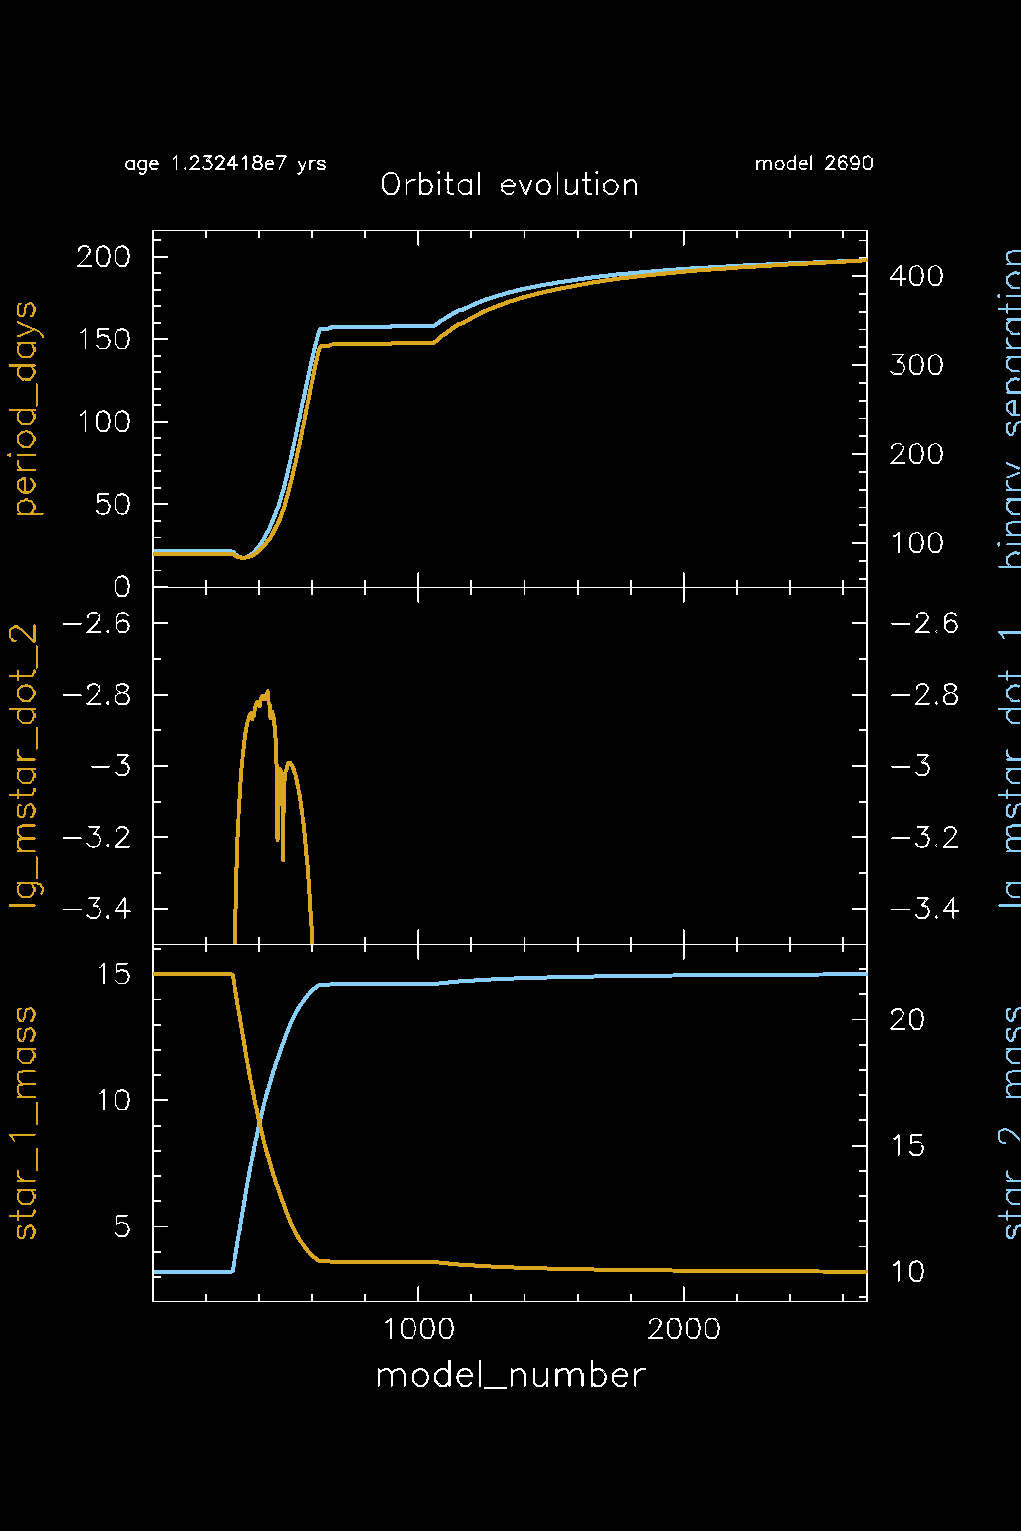 age 1.232418e7 yrs
model 2690
Orbital evolution
period_days
200
150
100
50
0
400
300
200
100
binary_separation
lg_mstar_dot_2
−2.6
−2.8
−3
−3.2
−3.4
−2.6
−2.8
−3
−3.2
−3.4
lg_mstar_dot_1
star_1_mass
15
10
5
20
15
10
star_2_mass
1000
2000
model_number